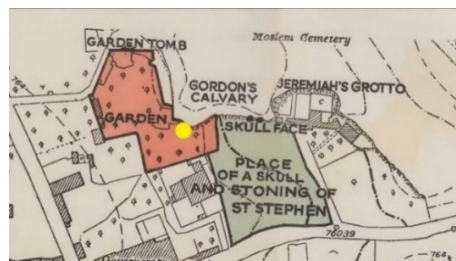 GARDEN TOMB
Moslem Cemetery
GORDON'S
CALVARY
JEREMIAH'S GROTTO
GARDEN
SKULL FACE
PLACE
OF A SKULL
AND STONING OF
ST STEPHEN
76039
764